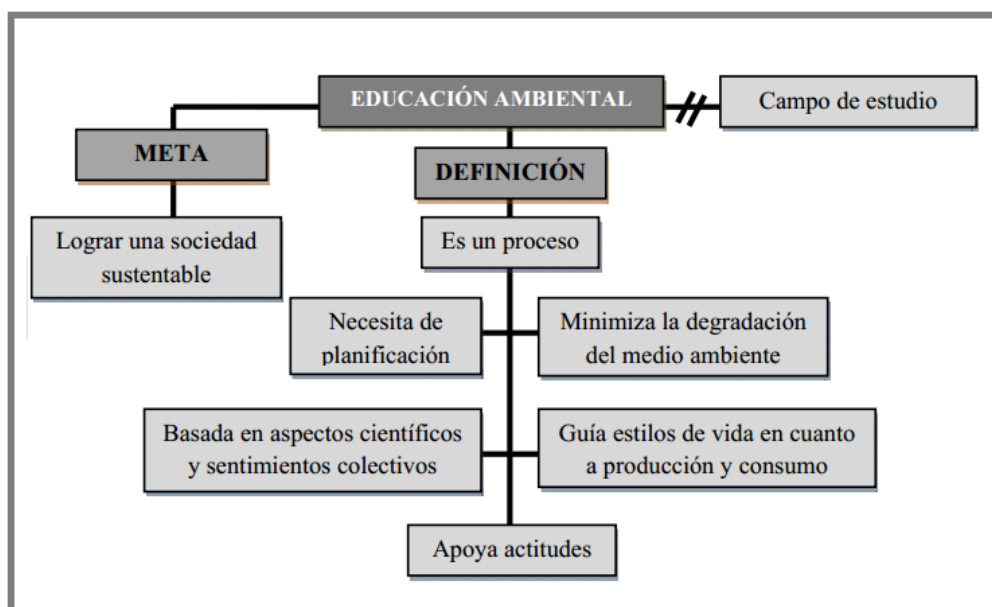 EDUCACIÓN AMBIENTAL
Campo de estudio
META
DEFINICIÓN
Lograr una sociedad
sustentable
Es un proceso
Necesita de
planificación
Minimiza la degradación
del medio ambiente
Basada en aspectos científicos
y sentimientos colectivos
Guía estilos de vida en cuanto
a producción y consumo
Apoya actitudes